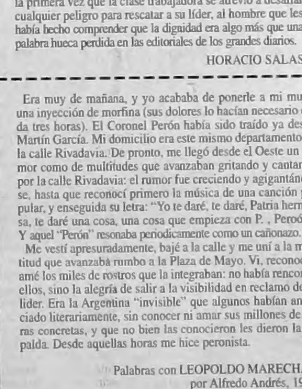 la primera vez que la clase trabajadora se atrevió a desafiar
cualquier peligro para rescatar a su líder, al hombre que les
había hecho comprender que la dignidad era algo más que una
palabra hueca perdida en las editoriales de los grandes diarios.
HORACIO SALAS
Era muy de mañana, y yo acababa de ponerle a mi mu
una inyección de morfina (sus dolores lo hacían necesario c
da tres horas). El Coronel Perón había sido traído ya des
Martín García. Mi domicilio era este mismo departamento
la calle Rivadavia. De pronto, me llegó desde el Oeste un
mor como de multitudes que avanzaban gritando y cantan
por la calle Rivadavia: el rumor fue creciendo y agigantán
se, hasta que reconocí primero la música de una canción
pular, y enseguida su letra: "Yo te daré, te daré, Patria herm
sa, te daré una cosa, una cosa que empieza con P. , Peroó
Y aquel "Perón" resonaba periodicamente como un cañonazo.
Me vestí apresuradamente, bajé a la calle y me uní a la m
titud que avanzaba rumbo a la Plaza de Mayo. Vi, reconoc
amé los miles de rostros que la integraban: no había rencor
ellos, sino la alegría de salir a la visibilidad en reclamo de
líder. Era la Argentina "invisible" que algunos habían an
ciado literariamente, sin conocer ni amar sus millones de
ras concretas, y que no bien las conocieron les dieron la
palda. Desde aquellas horas me hice peronista.
Palabras con LEOPOLDO MARECHA
por Alfredo Andrés, 19